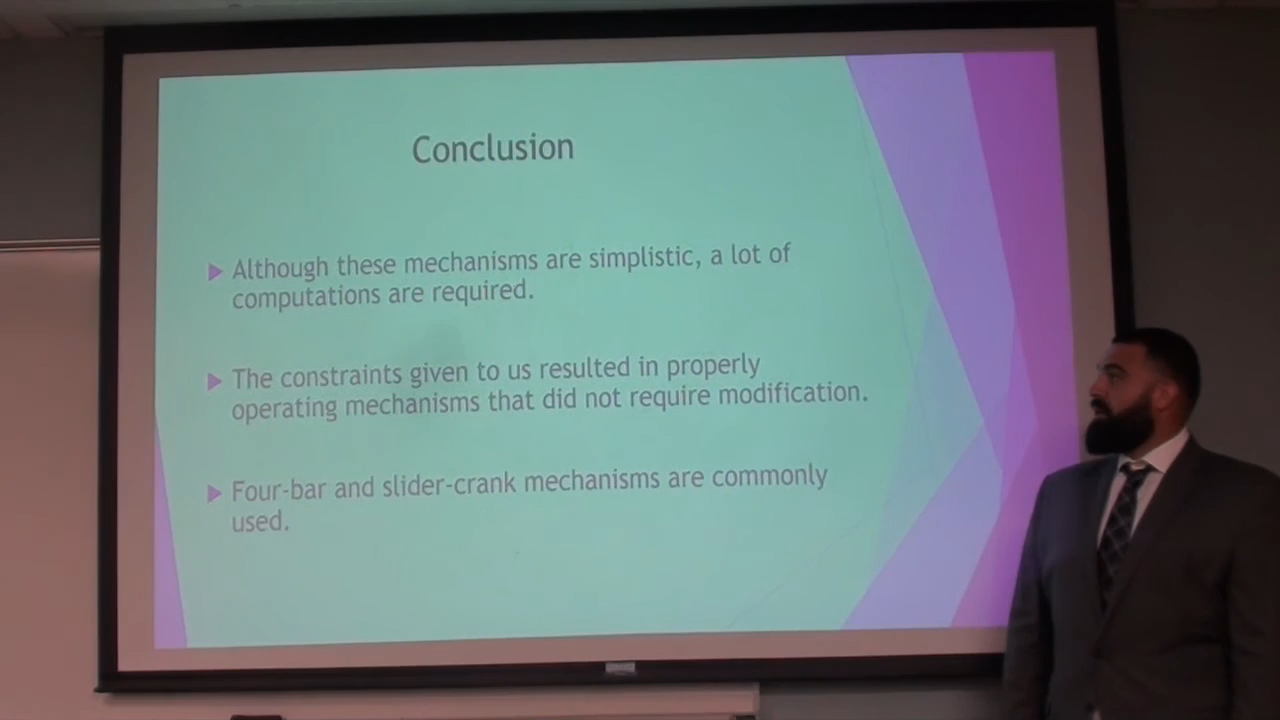 Conclusion
Although these mechanisms are simplistic, a lot of
computations are required.
The constraints given to us resulted in properly
operating mechanisms that did not require modification.
Four-bar and slider-crank mechanisms are commonly
used.